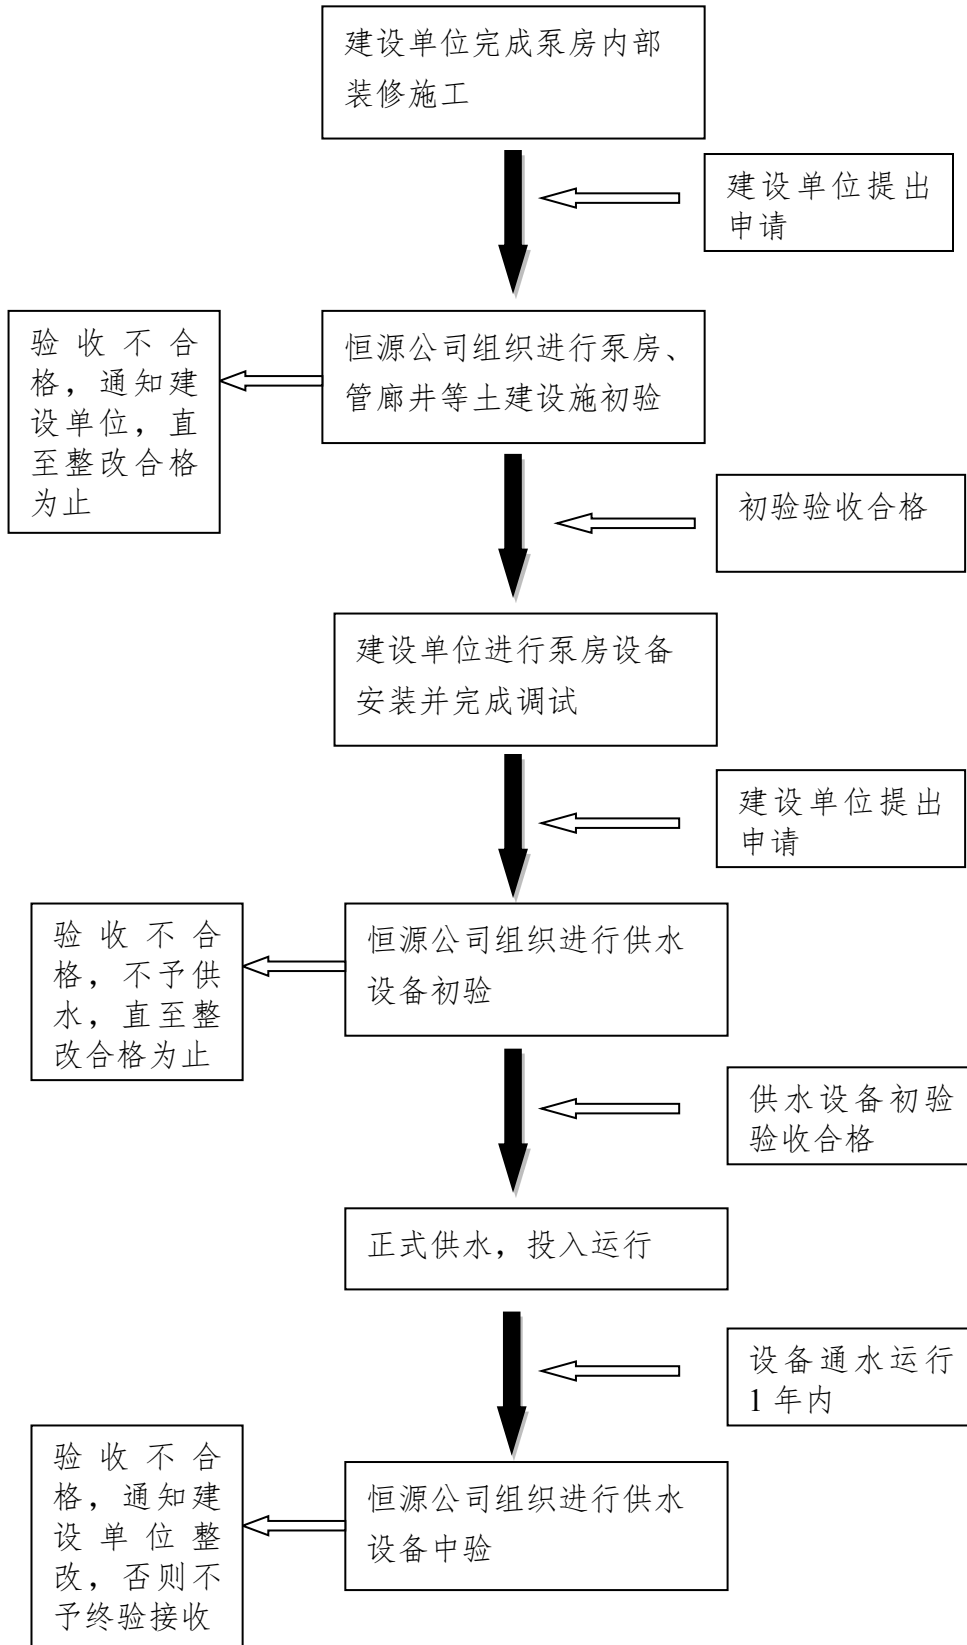 建设单位完成泵房内部
装修施工
建设单位提出
申请
验收不合
格，通知建
设单位，直
至整改合格
为止
恒源公司组织进行泵房、
管廊井等土建设施初验
初验验收合格
建设单位进行泵房设备
安装并完成调试
建设单位提出
申请
验收不合
格，不予供
水，直至整
改合格为止
恒源公司组织进行供水
设备初验
供水设备初验
验收合格
正式供水，投入运行
设备通水运行
1 年内
验收不合
格，通知建
设单位整
改，否则不
予终验接收
恒源公司组织进行供水
设备中验